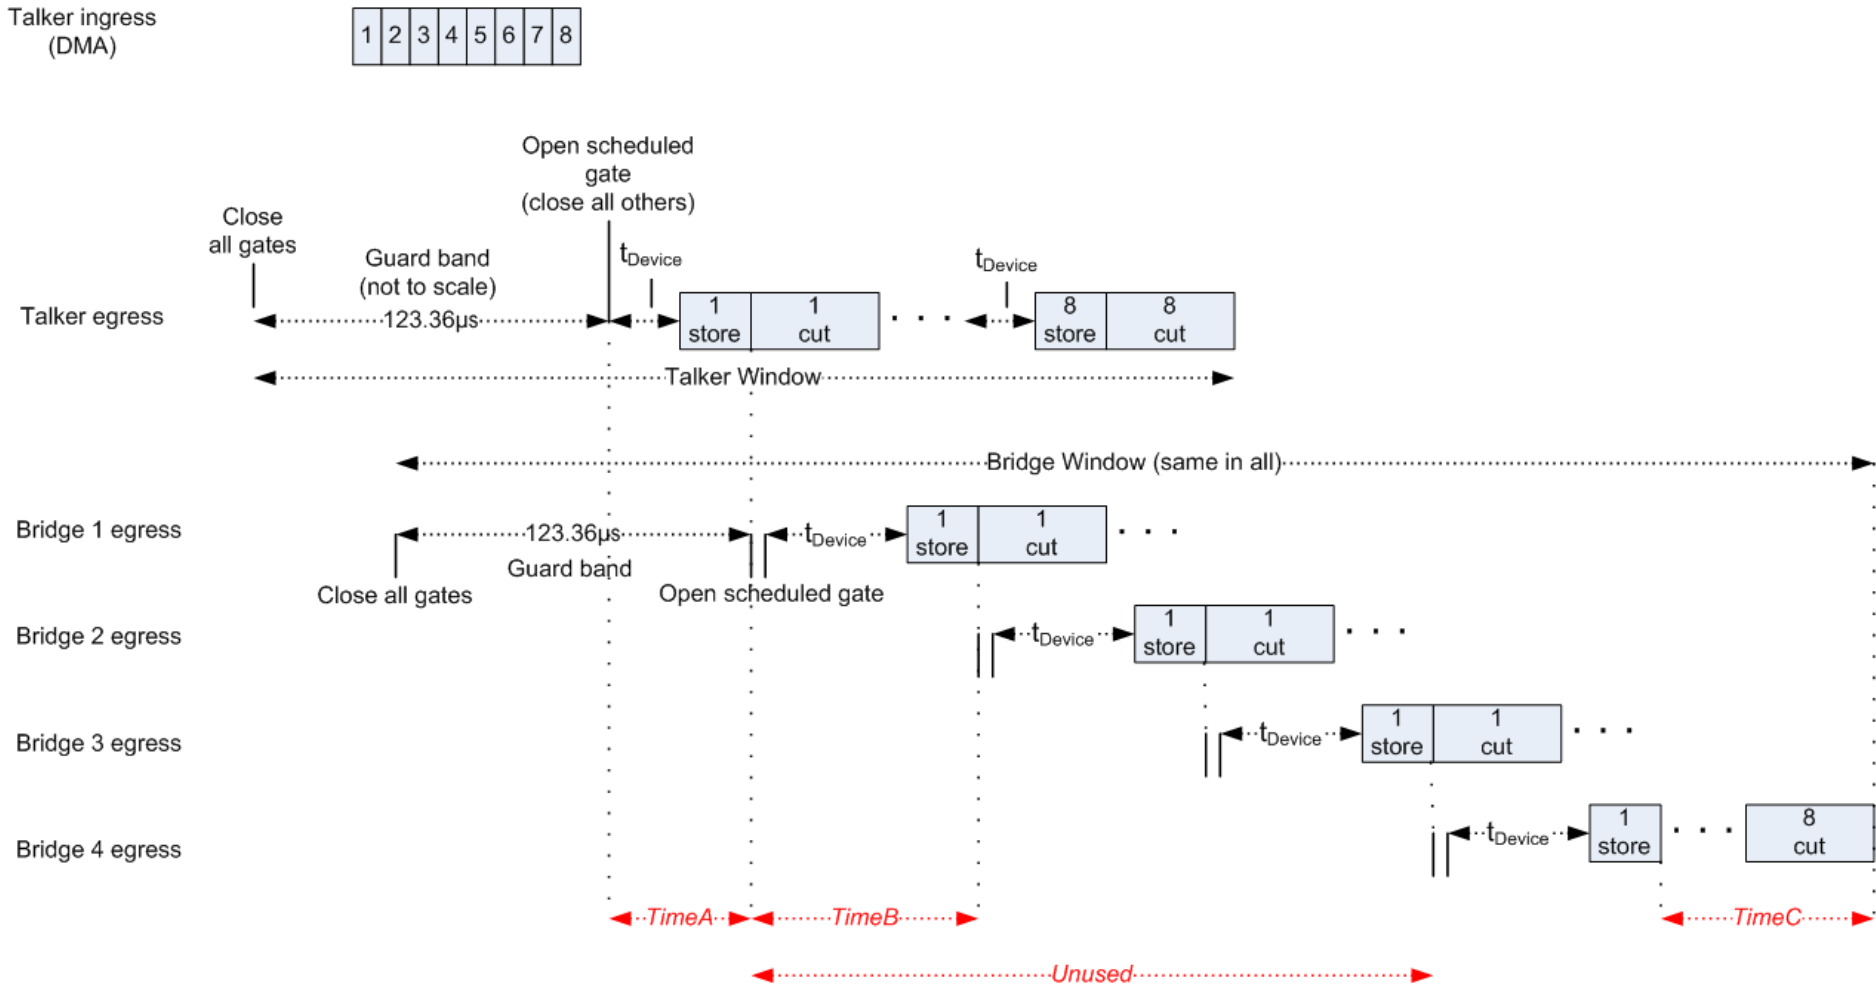 Talker ingress
(DMA)
1 2 3 4 5 6 7 8
Open scheduled
gate
(close all others)
Close
all gates
Guard band
(not to scale)
tDevice
tDevice
Talker egress
123.36µs
1
store
1
cut
. . .
8
store
8
cut
Talker Window
Bridge Window (same in all)
Bridge 1 egress
123.36µs
tDevice
1
store
1
cut
. . .
Guard band
Close all gates
Open scheduled gate
Bridge 2 egress
tDevice
1
store
1
cut
. . .
Bridge 3 egress
tDevice
1
store
1
cut
. . .
Bridge 4 egress
tDevice
1
store
. . .
8
cut
TimeA
TimeB
TimeC
Unused